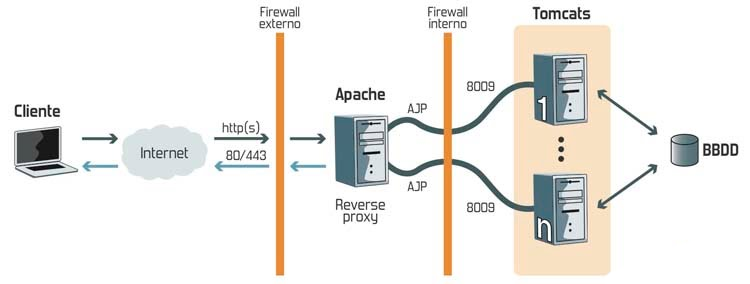 Firewall
externo
Firewall
interno
Tomcats
Cliente
Internet
http(s)
80/443
Apache
Reverse
proxy
AJP
AJP
8009
8009
1
n
BBDD